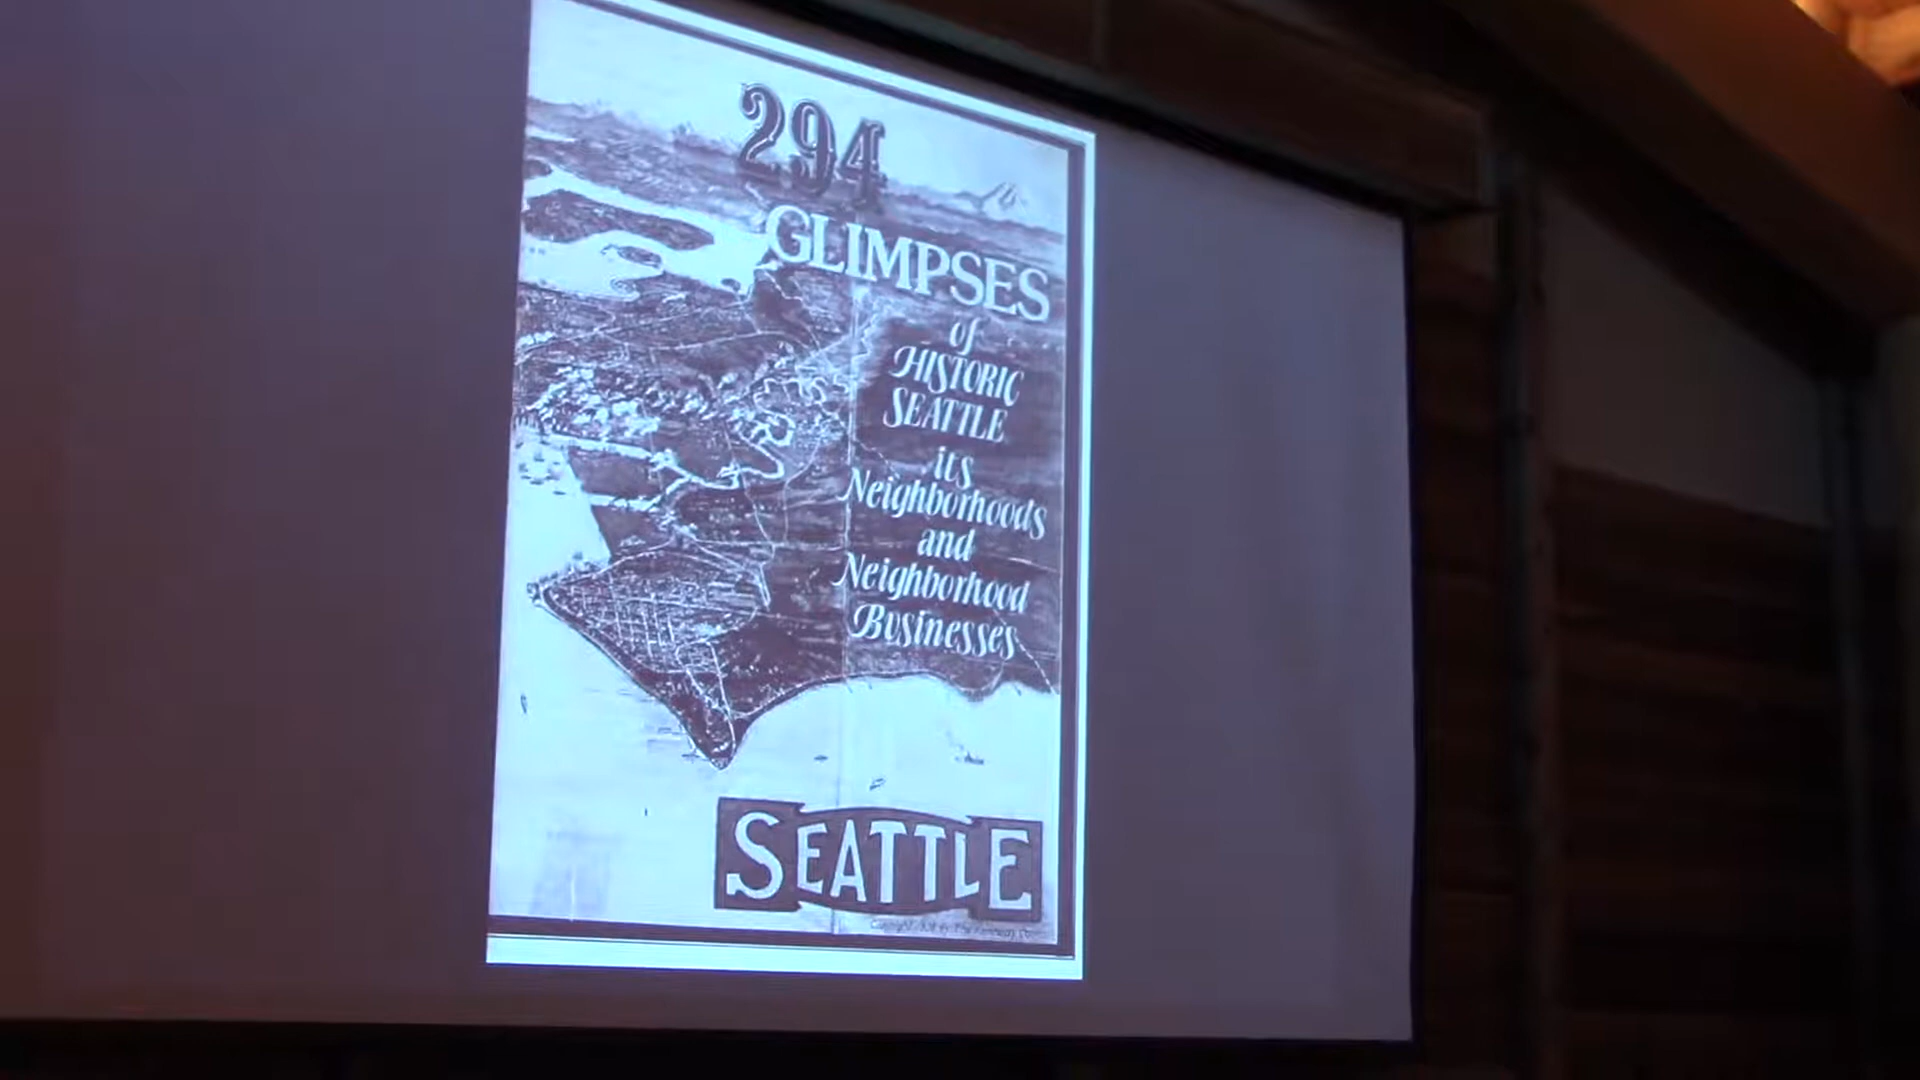 294
GLIMPSES
of
HISTORIC
SEATTLE
its
Neighborhoods
and
Neighborhood
Businesses
SEATTLE